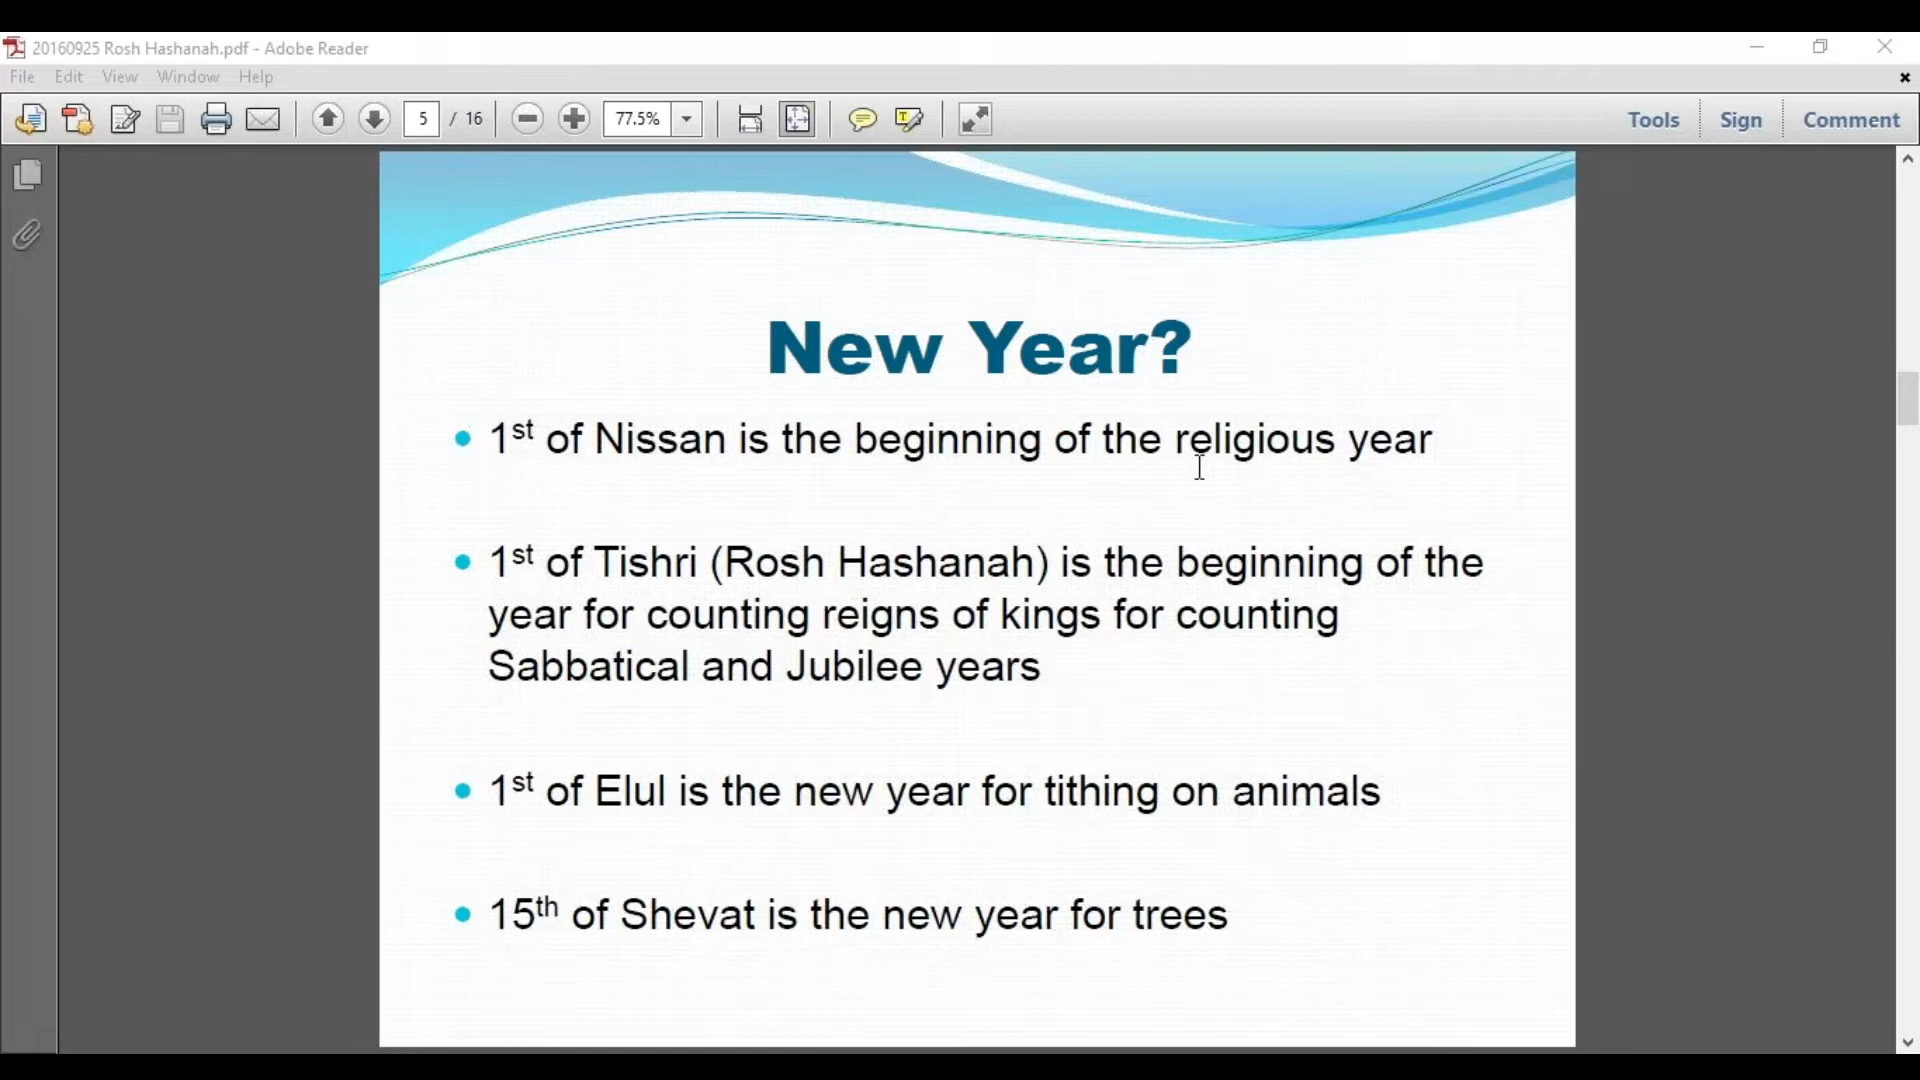 20160925 Rosh Hashanah.pdf - Adobe Reader
File Edit View Window Help
5 / 16 77.5% Tools Sign Comment
New Year?
• 1st of Nissan is the beginning of the religious year
• 1st of Tishri (Rosh Hashanah) is the beginning of the
year for counting reigns of kings for counting
Sabbatical and Jubilee years
• 1st of Elul is the new year for tithing on animals
• 15th of Shevat is the new year for trees